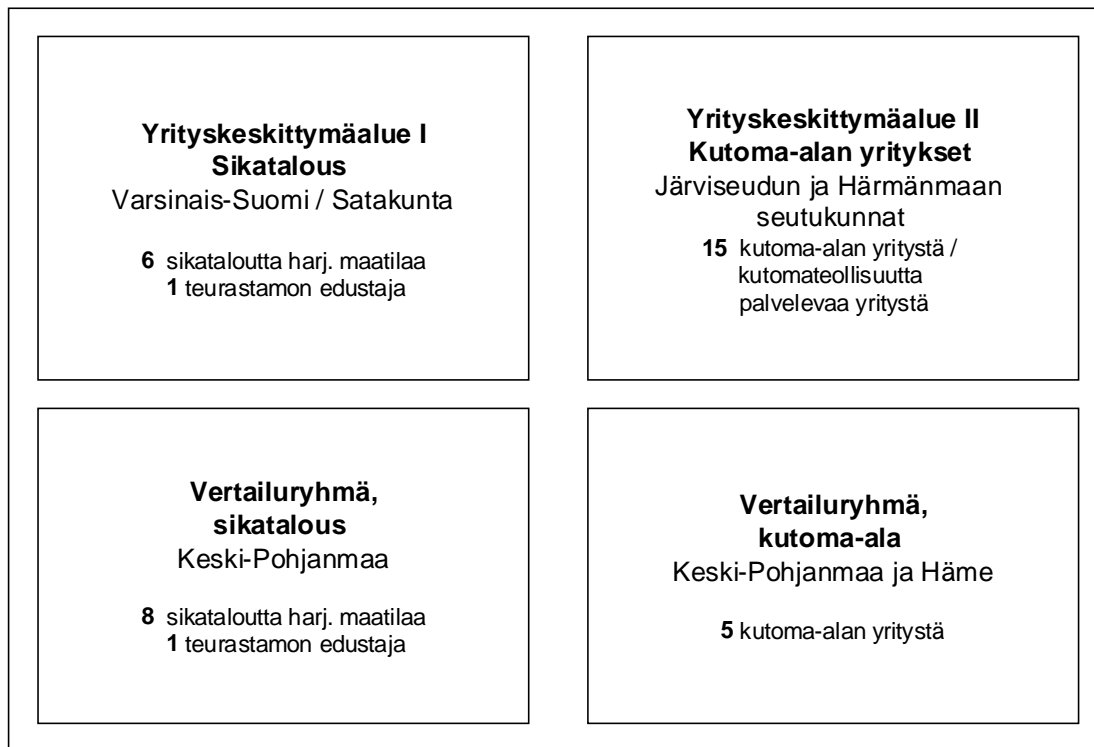 Yrityskeskittymäalue I
Sikatalous
Varsinais-Suomi / Satakunta
6 sikataloutta harj. maatilaa
1 teurastamon edustaja
Yrityskeskittymäalue II
Kutoma-alan yritykset
Järviseudun ja Härmänmaan
seutukunnat
15 kutoma-alan yritystä /
kutomateollisuutta
palvelevaa yritystä
Vertailuryhmä,
sikatalous
Keski-Pohjanmaa
8 sikataloutta harj. maatilaa
1 teurastamon edustaja
Vertailuryhmä,
kutoma-ala
Keski-Pohjanmaa ja Häme
5 kutoma-alan yritystä